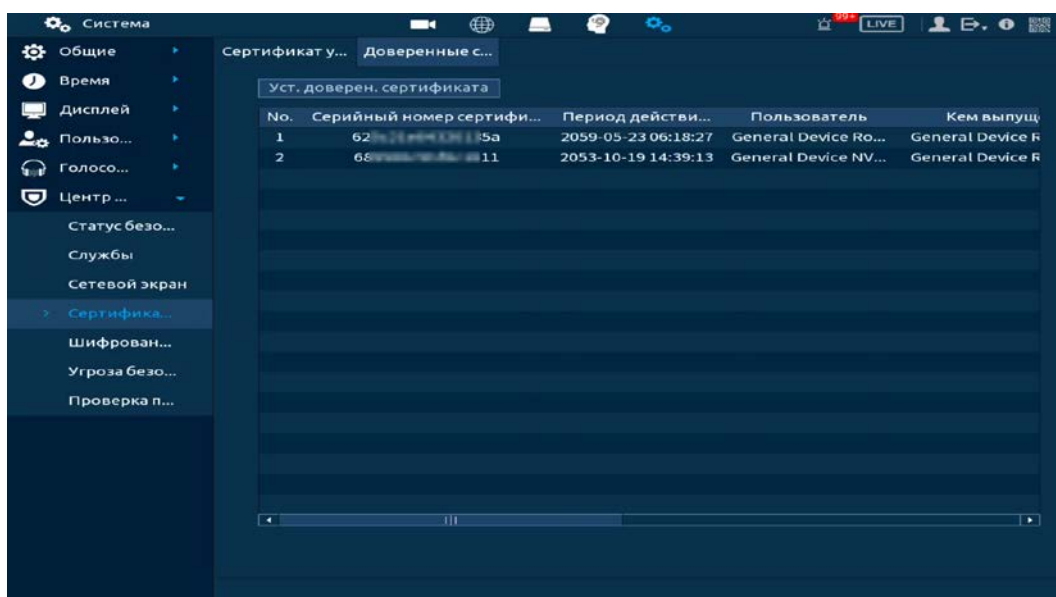 Система 99+ LIVE
Общие
Время
Дисплей
Пользо...
Голосо...
Центр ...
Статус безо...
Службы
Сетевой экран
Сертифика...
Шифрован...
Угроза безо...
Проверка п...
Сертификат у... Доверенные с...
Уст. доверен. сертификата
No. Серийный номер сертифи... Период действи... Пользователь Кем выпущ
1 62 5a 2059-05-23 06:18:27 General Device Ro... General Device R
2 68 11 2053-10-19 14:39:13 General Device NV... General Device R